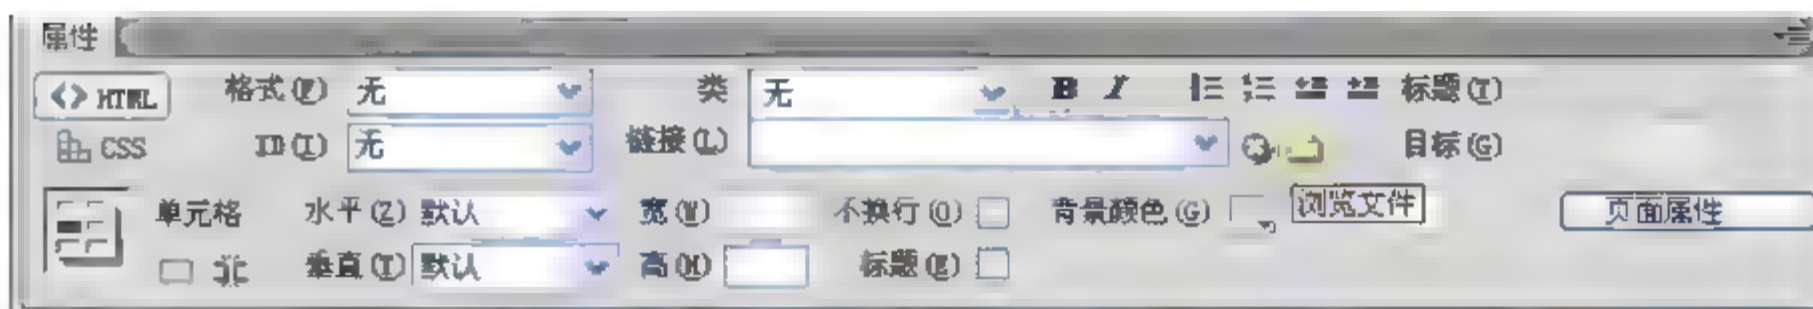 属性
<> HTML 格式(F) 无 类 无 B I 标题(T)
CSS ID(I) 无 链接(L) 目标(G)
单元格 水平(Z) 默认 宽(W) 不换行(O) 背景颜色(G) 浏览文件 页面属性
垂直(T) 默认 高(H) 标题(E)